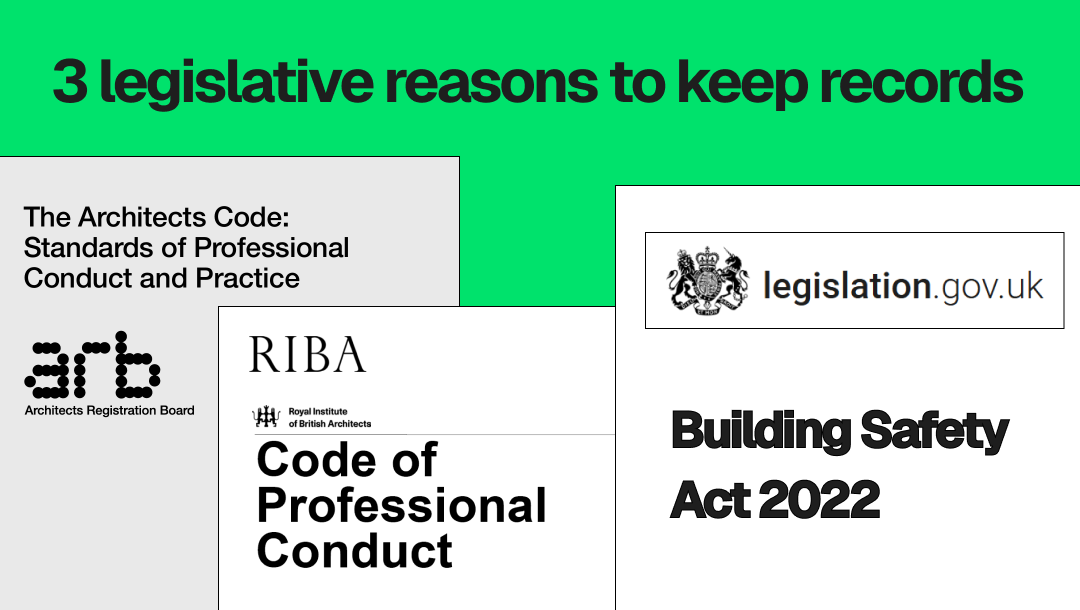 3 legislative reasons to keep records
The Architects Code:
Standards of Professional
Conduct and Practice
arb
Architects Registration Board
RIBA
Royal Institute
of British Architects
Code of
Professional
Conduct
legislation.gov.uk
Building Safety
Act 2022